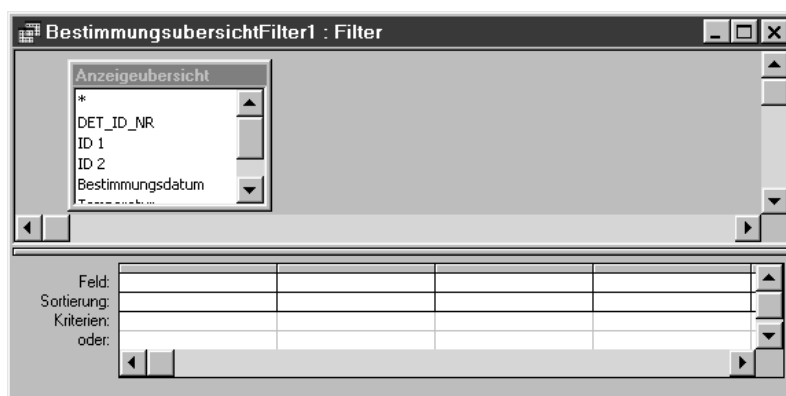 BestimmungsubersichtFilter1 : Filter
Anzeigeubersicht
*
DET_ID_NR
ID 1
ID 2
Bestimmungsdatum
Feld:
Sortierung:
Kriterien:
oder: